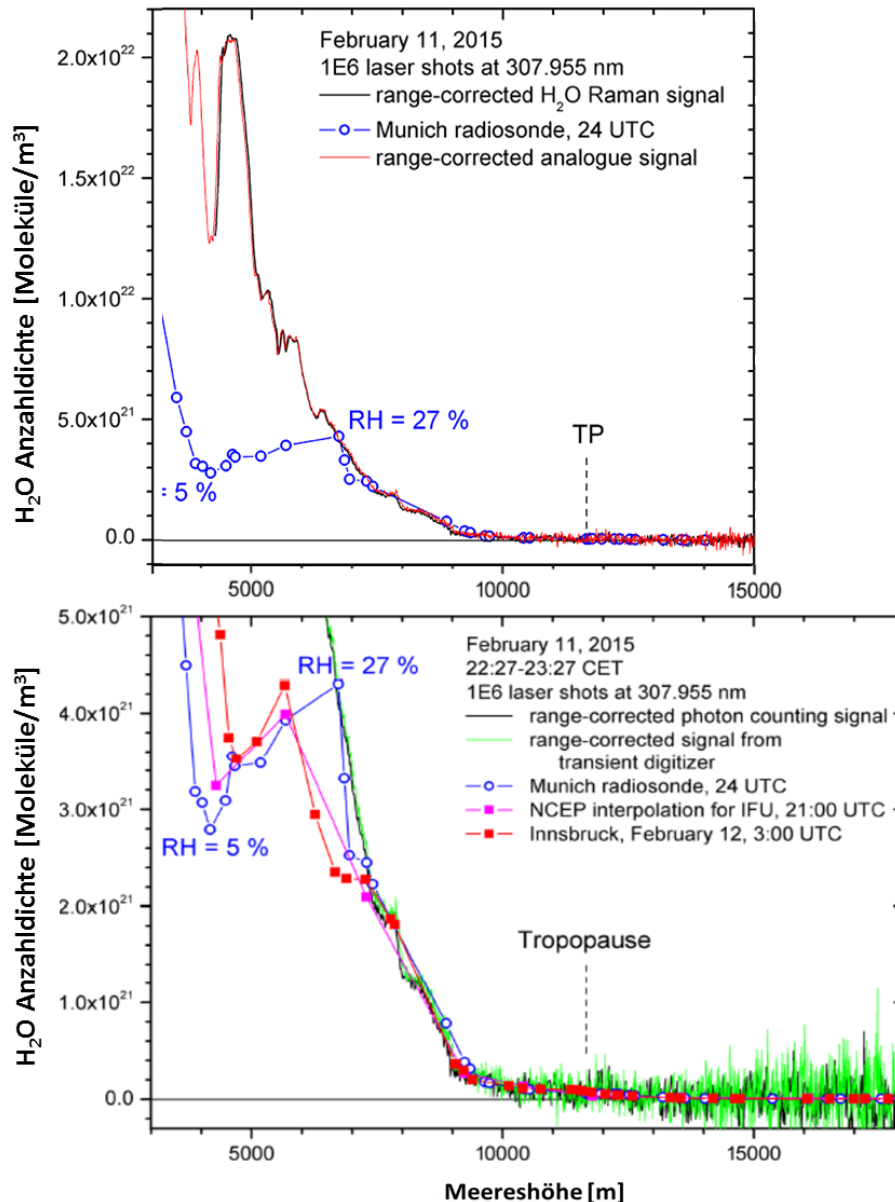 February 11, 2015
1E6 laser shots at 307.955 nm
range-corrected H₂O Raman signal
Munich radiosonde, 24 UTC
range-corrected analogue signal
2.0x10²²
1.5x10²²
1.0x10²²
5.0x10²¹
0.0
H₂O Anzahldichte [Moleküle/m³]
RH = 27 %
TP
= 5 %
5000 10000 15000
5.0x10²¹
4.0x10²¹
3.0x10²¹
2.0x10²¹
1.0x10²¹
0.0
H₂O Anzahldichte [Moleküle/m³]
February 11, 2015
22:27-23:27 CET
1E6 laser shots at 307.955 nm
range-corrected photon counting signal
range-corrected signal from
transient digitizer
Munich radiosonde, 24 UTC
NCEP interpolation for IFU, 21:00 UTC
Innsbruck, February 12, 3:00 UTC
RH = 27 %
RH = 5 %
Tropopause
5000 10000 15000
Meereshöhe [m]